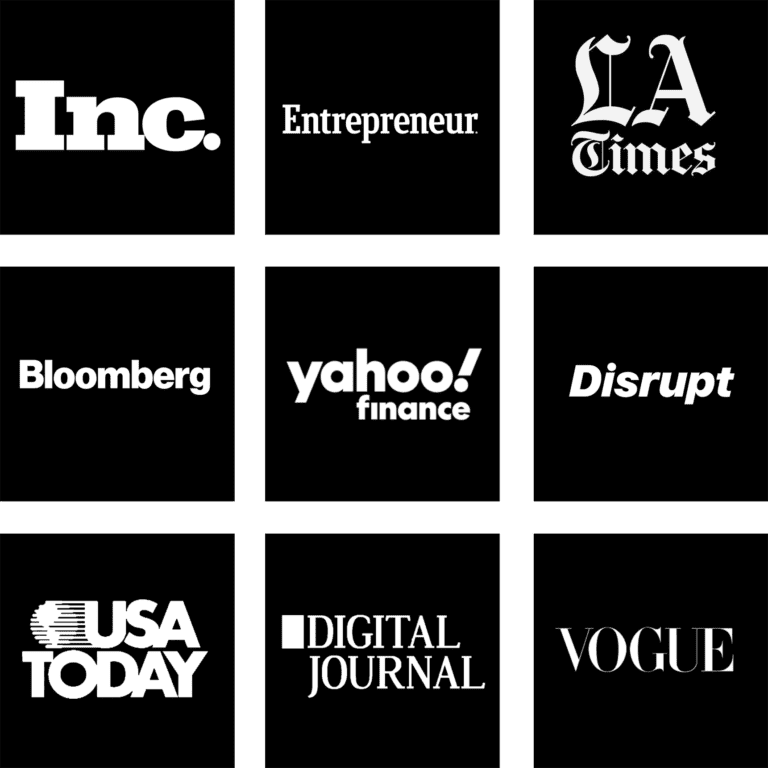 Inc.
Entrepreneur
LA
Times
Bloomberg
yahoo!
finance
Disrupt
USA
TODAY
DIGITAL
JOURNAL
VOGUE